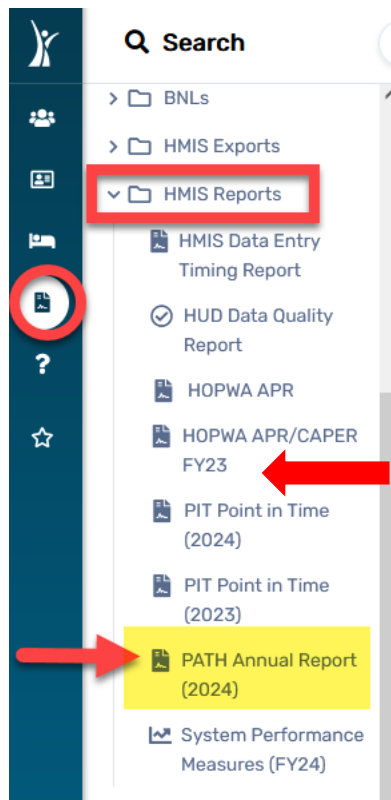 Search
BNLs
HMIS Exports
HMIS Reports
HMIS Data Entry
Timing Report
HUD Data Quality
Report
HOPWA APR
HOPWA APR/CAPER
FY23
PIT Point in Time
(2024)
PIT Point in Time
(2023)
PATH Annual Report
(2024)
System Performance
Measures (FY24)